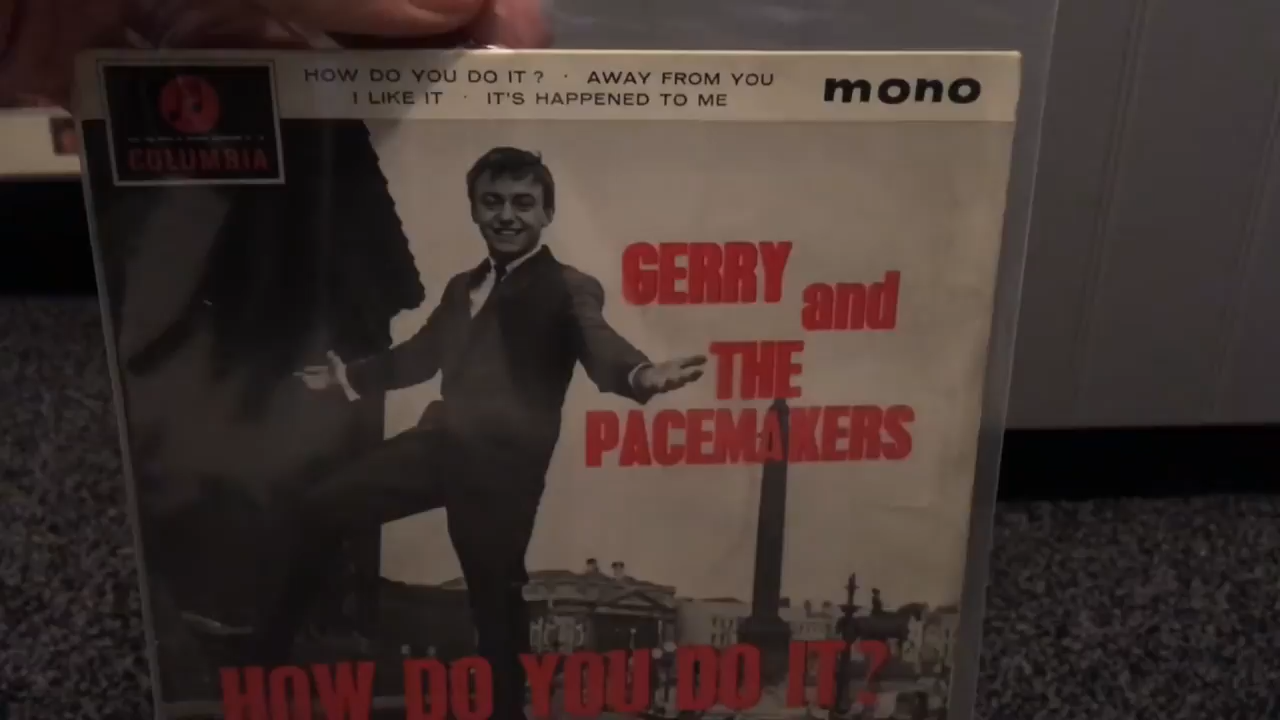 HOW DO YOU DO IT? · AWAY FROM YOU
I LIKE IT · IT'S HAPPENED TO ME
mono
COLUMBIA
GERRY and
THE
PACEMAKERS
HOW DO YOU DO IT?